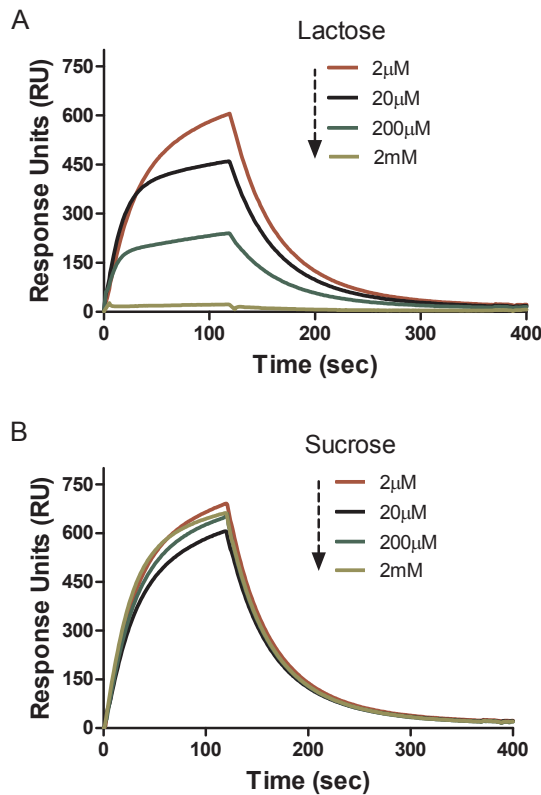 A
Lactose
2μM
20μM
200μM
2mM
Response Units (RU)
750
600
450
300
150
0
0 100 200 300 400
Time (sec)
B
Sucrose
2μM
20μM
200μM
2mM
Response Units (RU)
750
600
450
300
150
0
0 100 200 300 400
Time (sec)